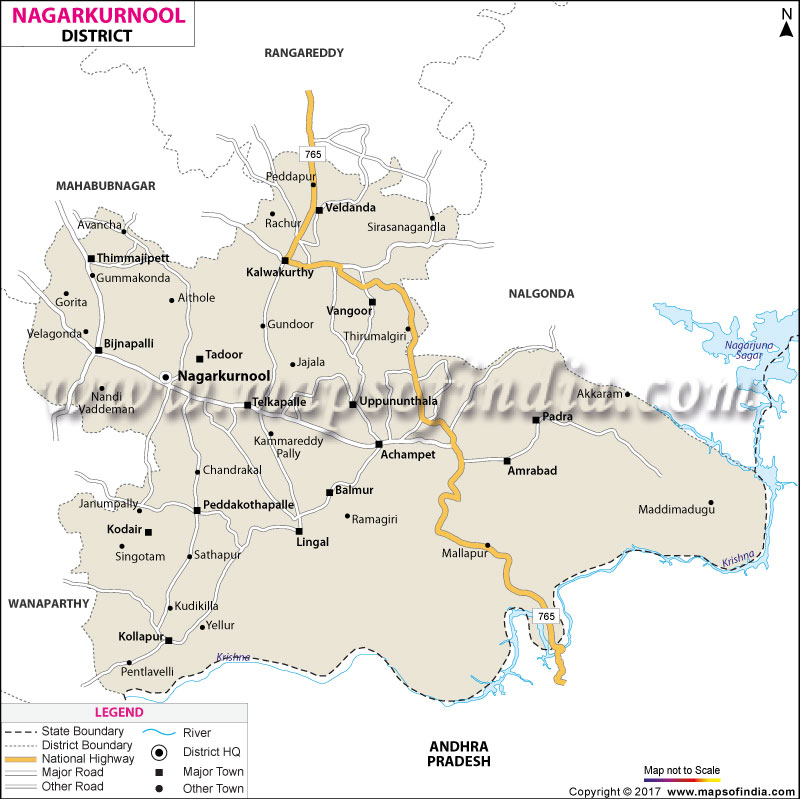 NAGARKURNOOL
DISTRICT
N
RANGAREDDY
765
Peddapur
MAHABUBNAGAR
Veldanda
Rachur
Sirasanagandla
Avancha
Thimmajipett
Kalwakurthy
Gummakonda
NALGONDA
Gorita
Aithole
Vangoor
Gundoor
Thirumalgiri
Velagonda
Nagarjuna
Sagar
Bijnapalli
Tadoor
Jajala
Nagarkurnool
www.mapsofindia.com
Nandi
Vaddeman
Telkapalle
Uppununthala
Akkaram
Padra
Kammareddy
Pally
Achampet
Chandrakal
Amrabad
Balmur
Janumpally
Peddakothapalle
Maddimadugu
Ramagiri
Kodair
Lingal
Singotam
Sathapur
Mallapur
Krishna
WANAPARTHY
Kudikilla
765
Yellur
Kollapur
Krishna
Pentlavelli
LEGEND
State Boundary
District Boundary
National Highway
Major Road
Other Road
River
District HQ
Major Town
Other Town
ANDHRA
PRADESH
Map not to Scale
Copyright © 2017 www.mapsofindia.com